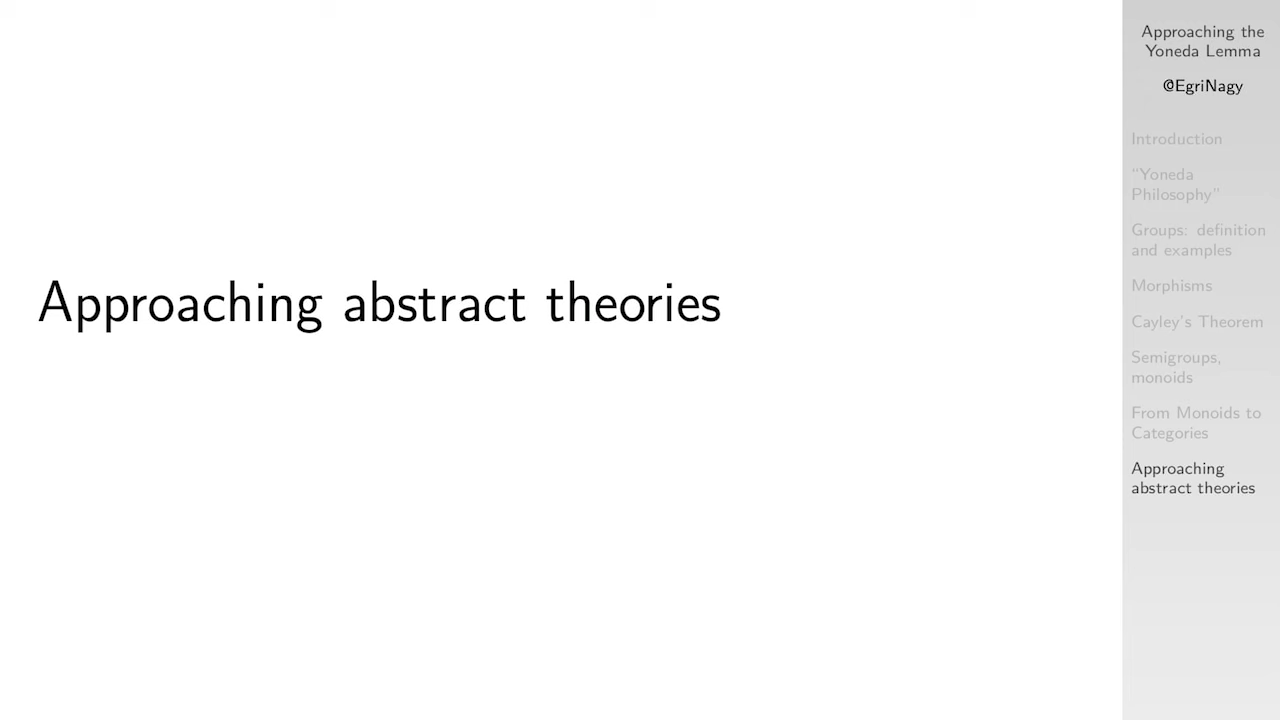 Approaching abstract theories
Approaching the
Yoneda Lemma
@EgriNagy
Introduction
“Yoneda
Philosophy”
Groups: definition
and examples
Morphisms
Cayley's Theorem
Semigroups,
monoids
From Monoids to
Categories
Approaching
abstract theories